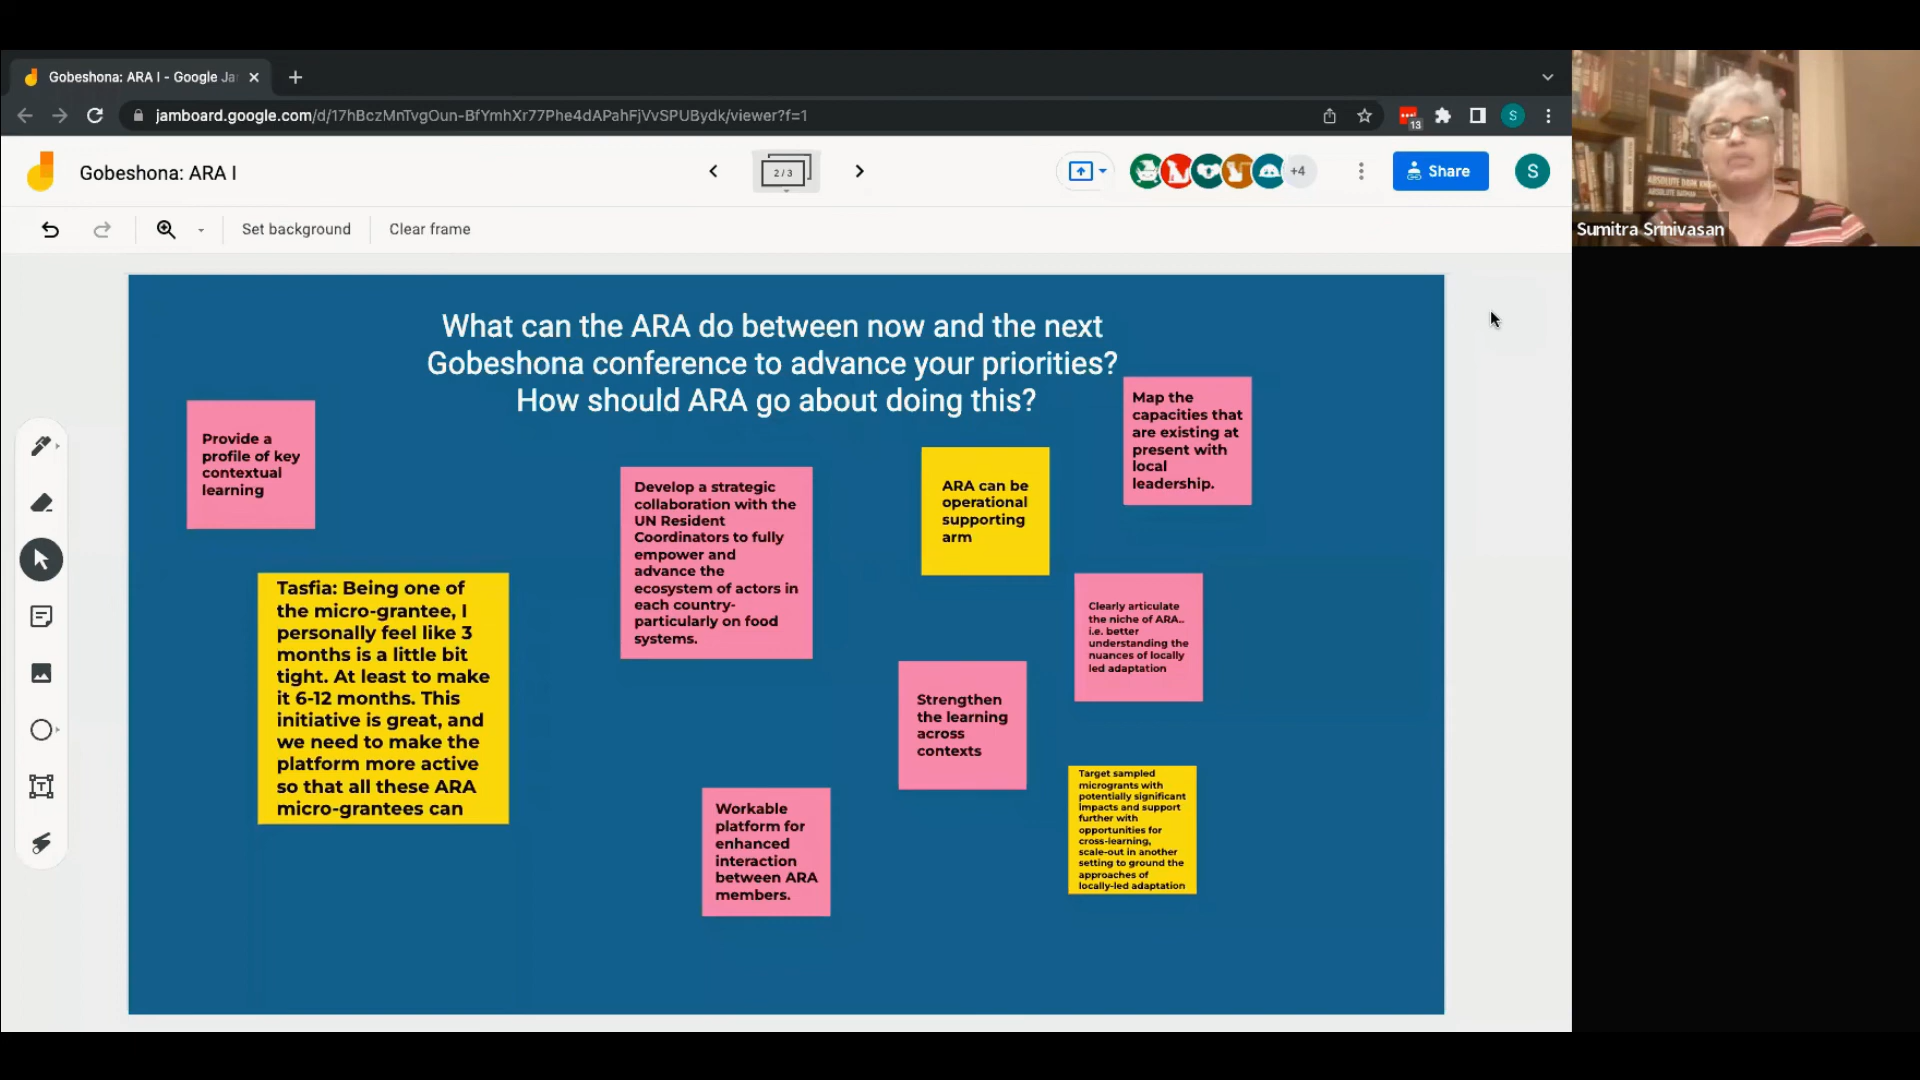 Gobeshona: ARA I - Google Ja
jamboard.google.com/d/17hBczMnTvgOun-BfYmhXr77Phe4dAPahFjVvSPUBydk/viewer?f=1
13
S
Gobeshona: ARA I
2 / 3
+4
Share
S
Set background
Clear frame
Sumitra Srinivasan
ABSOLUTE DARK
What can the ARA do between now and the next
Gobeshona conference to advance your priorities?
How should ARA go about doing this?
Provide a
profile of key
contextual
learning
Tasfia: Being one of
the micro-grantee, I
personally feel like 3
months is a little bit
tight. At least to make
it 6-12 months. This
initiative is great, and
we need to make the
platform more active
so that all these ARA
micro-grantees can
Develop a strategic
collaboration with the
UN Resident
Coordinators to fully
empower and
advance the
ecosystem of actors in
each country-
particularly on food
systems.
Workable
platform for
enhanced
interaction
between ARA
members.
ARA can be
operational
supporting
arm
Strengthen
the learning
across
contexts
Map the
capacities that
are existing at
present with
local
leadership.
Clearly articulate
the niche of ARA..
i.e. better
understanding the
nuances of locally
led adaptation
Target sampled
microgrants with
potentially significant
impacts and support
further with
opportunities for
cross-learning,
scale-out in another
setting to ground the
approaches of
locally-led adaptation